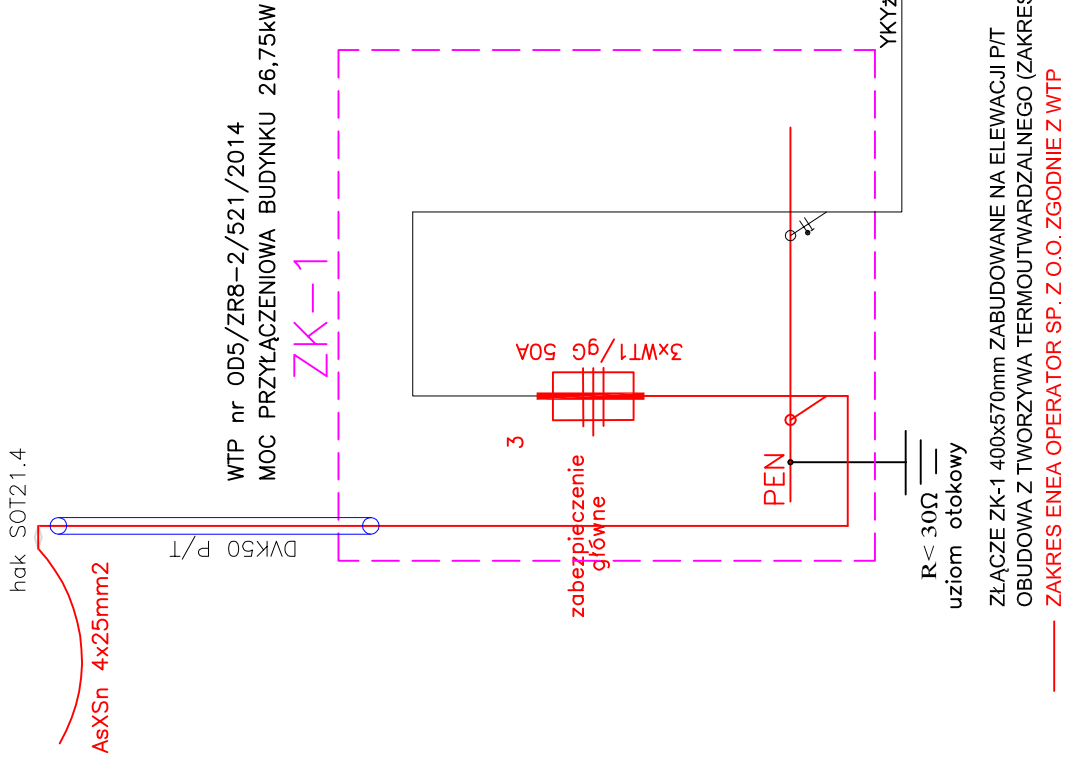 hak SOT21.4
AsXSn 4x25mm2
DVK50 P/T
WTP nr OD5/ZR8-2/521/2014
MOC PRZYŁĄCZENIOWA BUDYNKU 26,75kW
ZK-1
3
3xWT1/gG 50A
zabezpieczenie
główne
PEN
R< 30Ω
uziom otokowy
YKYż
ZŁĄCZE ZK-1 400x570mm ZABUDOWANE NA ELEWACJI P/T
OBUDOWA Z TWORZYWA TERMOUTWARDZALNEGO (ZAKRES
ZAKRES ENEA OPERATOR SP. Z O.O. ZGODNIE Z WTP